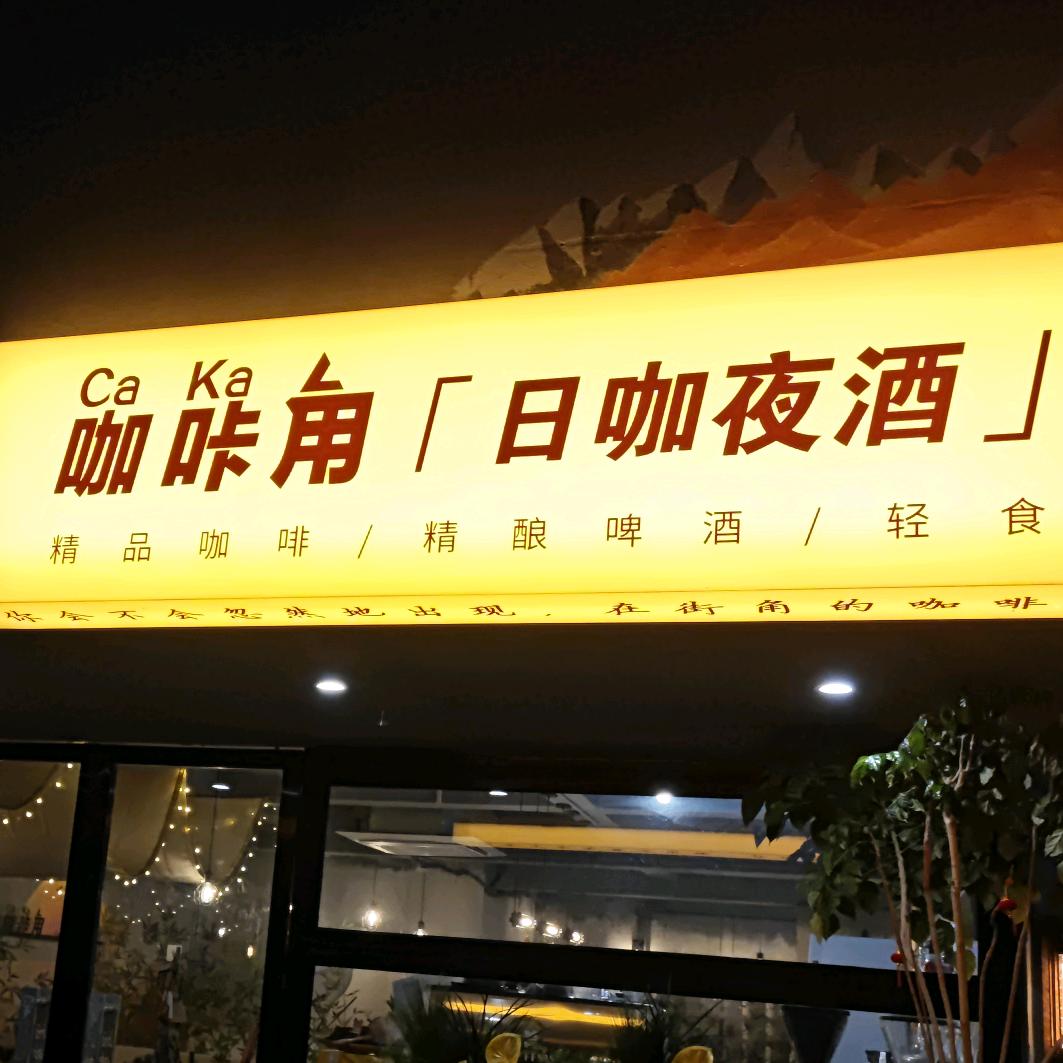 Ca Ka
咖咔角「日咖夜酒」
精品咖啡/精酿啤酒/轻食
你会不会忽然地出现.在街角的咖啡